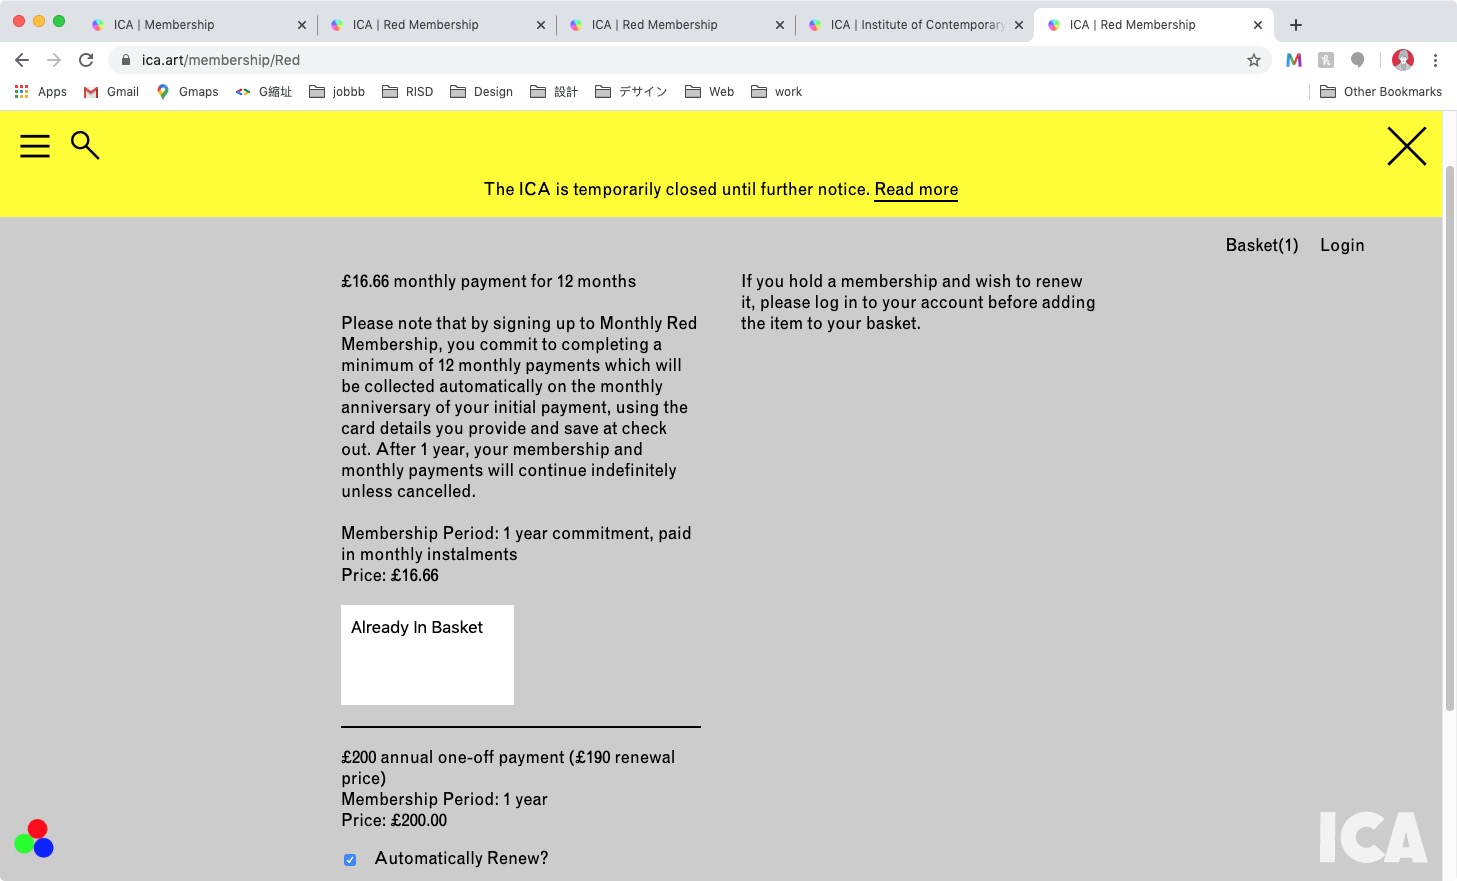 ICA | Membership
ICA | Red Membership
ICA | Red Membership
ICA | Institute of Contemporary
ICA | Red Membership
ica.art/membership/Red
Apps
Gmail
Gmaps
G縮址
jobbb
RISD
Design
設計
デサイン
Web
work
Other Bookmarks
The ICA is temporarily closed until further notice. Read more
Basket(1)
Login
£16.66 monthly payment for 12 months
Please note that by signing up to Monthly Red
Membership, you commit to completing a
minimum of 12 monthly payments which will
be collected automatically on the monthly
anniversary of your initial payment, using the
card details you provide and save at check
out. After 1 year, your membership and
monthly payments will continue indefinitely
unless cancelled.
Membership Period: 1 year commitment, paid
in monthly instalments
Price: £16.66
Already In Basket
£200 annual one-off payment (£190 renewal
price)
Membership Period: 1 year
Price: £200.00
Automatically Renew?
If you hold a membership and wish to renew
it, please log in to your account before adding
the item to your basket.
ICA